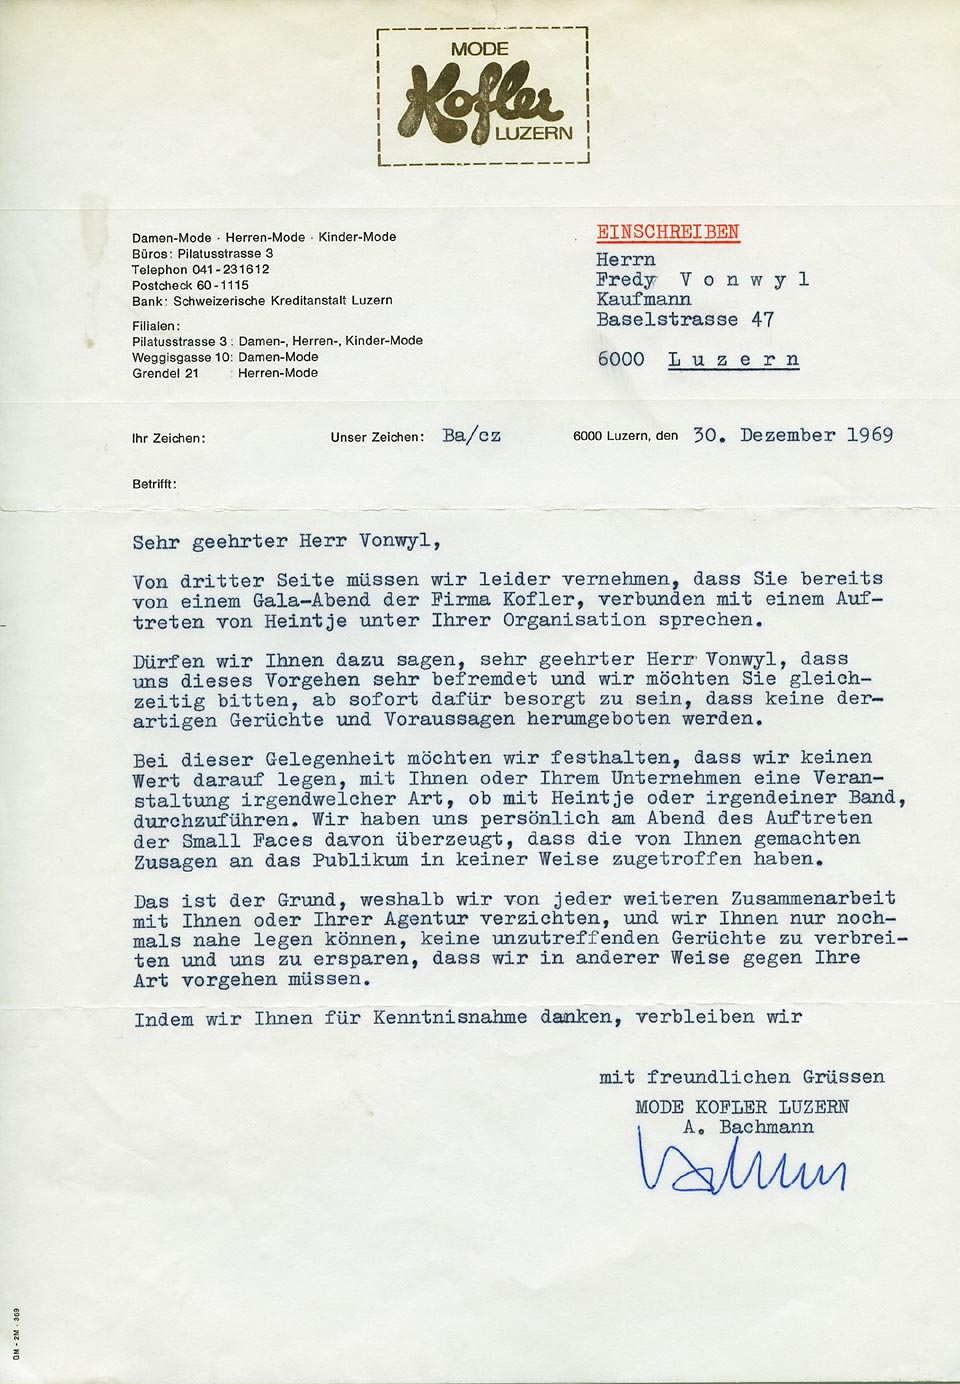 MODE
Kofler
LUZERN
Damen-Mode · Herren-Mode · Kinder-Mode
Büros: Pilatusstrasse 3
Telephon 041-231612
Postcheck 60-1115
Bank: Schweizerische Kreditanstalt Luzern
Filialen:
Pilatusstrasse 3 : Damen-, Herren-, Kinder-Mode
Weggisgasse 10: Damen-Mode
Grendel 21 : Herren-Mode
EINSCHREIBEN
Herrn
Fredy V o n w y l
Kaufmann
Baselstrasse 47
6000 L u z e r n
Ihr Zeichen: Unser Zeichen: Ba/cz 6000 Luzern, den 30. Dezember 1969
Betrifft:
Sehr geehrter Herr Vonwyl,
Von dritter Seite müssen wir leider vernehmen, dass Sie bereits
von einem Gala-Abend der Firma Kofler, verbunden mit einem Auf-
treten von Heintje unter Ihrer Organisation sprechen.
Dürfen wir Ihnen dazu sagen, sehr geehrter Herr Vonwyl, dass
uns dieses Vorgehen sehr befremdet und wir möchten Sie gleich-
zeitig bitten, ab sofort dafür besorgt zu sein, dass keine der-
artigen Gerüchte und Voraussagen herumgeboten werden.
Bei dieser Gelegenheit möchten wir festhalten, dass wir keinen
Wert darauf legen, mit Ihnen oder Ihrem Unternehmen eine Veran-
staltung irgendwelcher Art, ob mit Heintje oder irgendeiner Band,
durchzuführen. Wir haben uns persönlich am Abend des Auftreten
der Small Faces davon überzeugt, dass die von Ihnen gemachten
Zusagen an das Publikum in keiner Weise zugetroffen haben.
Das ist der Grund, weshalb wir von jeder weiteren Zusammenarbeit
mit Ihnen oder Ihrer Agentur verzichten, und wir Ihnen nur noch-
mals nahe legen können, keine unzutreffenden Gerüchte zu verbrei-
ten und uns zu ersparen, dass wir in anderer Weise gegen Ihre
Art vorgehen müssen.
Indem wir Ihnen für Kenntnisnahme danken, verbleiben wir
mit freundlichen Grüssen
MODE KOFLER LUZERN
A. Bachmann
GM - 2M - 369